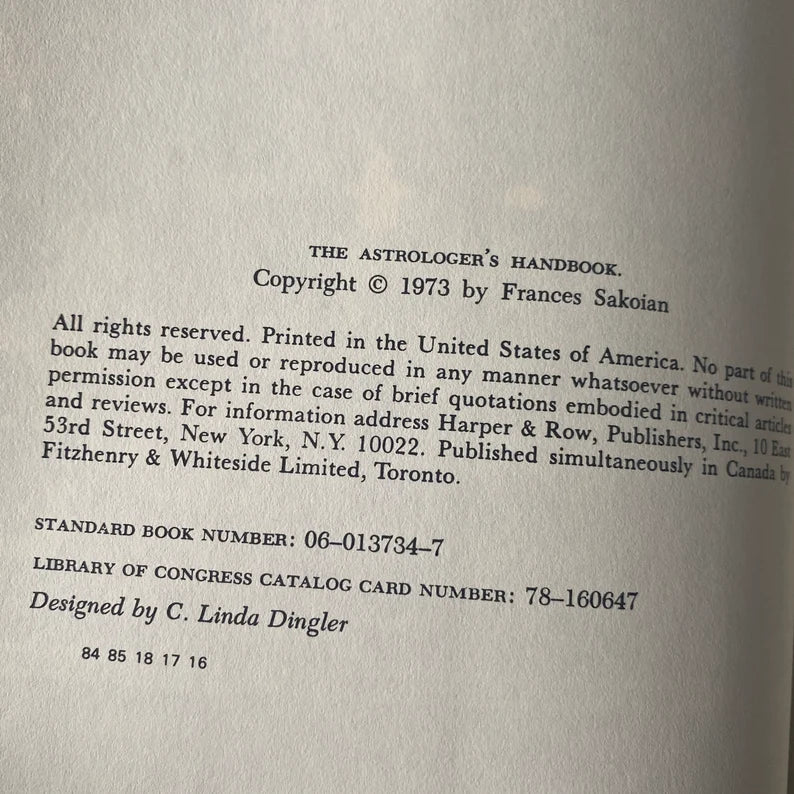 THE ASTROLOGER'S HANDBOOK.
Copyright © 1973 by Frances Sakoian
All rights reserved. Printed in the United States of America. No part of this
book may be used or reproduced in any manner whatsoever without written
permission except in the case of brief quotations embodied in critical articles
and reviews. For information address Harper & Row, Publishers, Inc., 10 East
53rd Street, New York, N.Y. 10022. Published simultaneously in Canada by
Fitzhenry & Whiteside Limited, Toronto.
STANDARD BOOK NUMBER: 06–013734–7
LIBRARY OF CONGRESS CATALOG CARD NUMBER: 78–160647
Designed by C. Linda Dingler
84 85 18 17 16